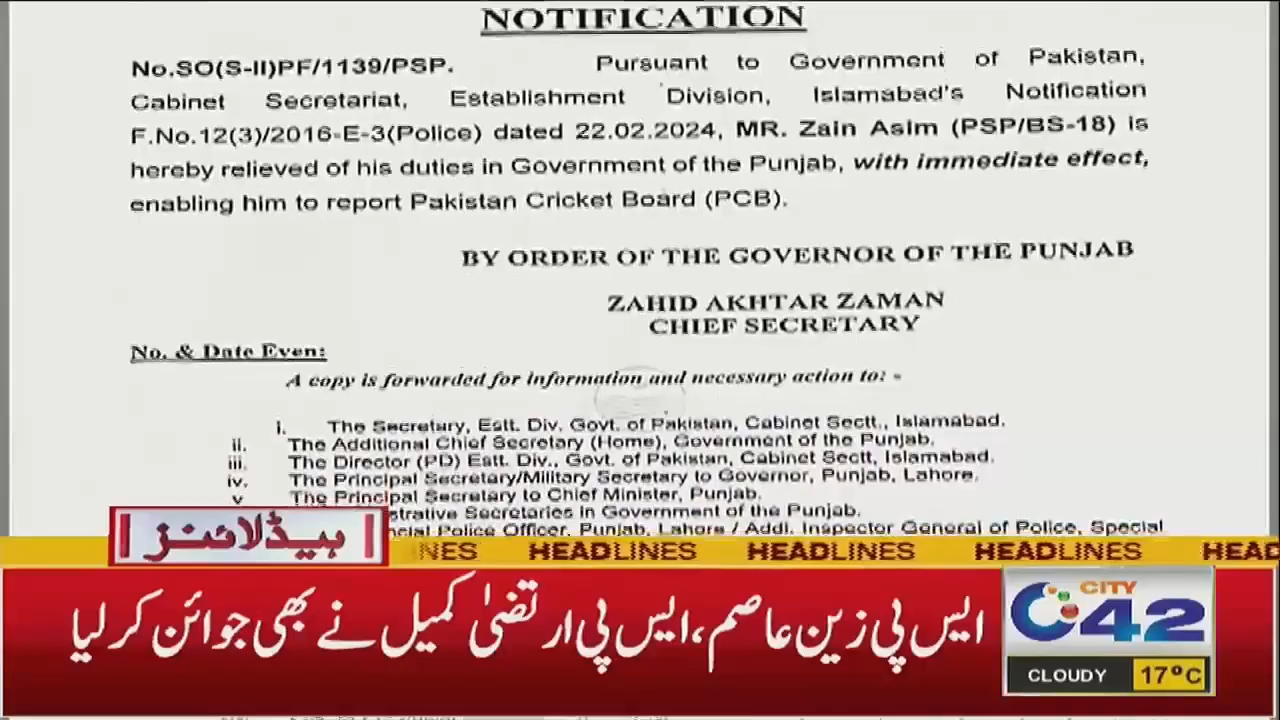 NOTIFICATION
No.SO(S-II)PF/1139/PSP. Pursuant to Government of Pakistan,
Cabinet Secretariat, Establishment Division, Islamabad's Notification
F.No.12(3)/2016-E-3(Police) dated 22.02.2024, MR. Zain Asim (PSP/BS-18) is
hereby relieved of his duties in Government of the Punjab, with immediate effect,
enabling him to report Pakistan Cricket Board (PCB).
BY ORDER OF THE GOVERNOR OF THE PUNJAB
ZAHID AKHTAR ZAMAN
CHIEF SECRETARY
No. & Date Even:
A copy is forwarded for information and necessary action to: -
i. The Secretary, Estt. Div. Govt. of Pakistan, Cabinet Sectt., Islamabad.
ii. The Additional Chief Secretary (Home), Government of the Punjab.
iii. The Director (PD) Estt. Div., Govt. of Pakistan, Cabinet Sectt, Islamabad.
iv. The Principal Secretary/Military Secretary to Governor, Punjab, Lahore.
v The Principal Secretary to Chief Minister, Punjab.
istrative Secretaries in Government of the Punjab.
ncial Police Officer, Punjab, Lahore / Addl. Inspector General of Police, Special
ہیڈلائنز
INES HEADLINES HEADLINES HEADLINES HEAD
ایس پی زین عاصم، ایس پی ارتضیٰ کمیل نے بھی جوائن کر لیا
CITY
42
CLOUDY 17°C